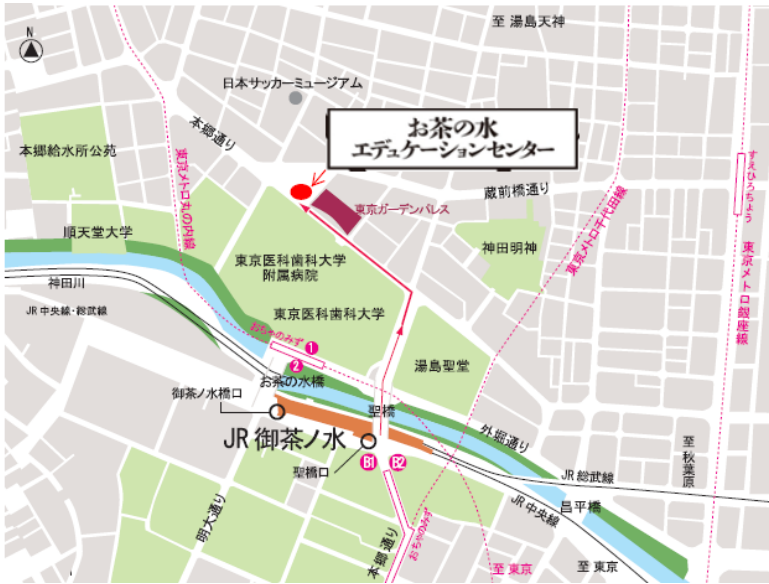 至 湯島天神
N
日本サッカーミュージアム
本郷通り
お茶の水
エデュケーションセンター
本郷給水所公苑
東京メトロ丸の内線
すえひろちょう
蔵前橋通り
東京ガーデンパレス
東京メトロ千代田線
順天堂大学
神田明神
東京医科歯科大学
附属病院
東京メトロ銀座線
神田川
JR 中央線・総武線
東京医科歯科大学
おちゃのみず
1
2
湯島聖堂
お茶の水橋
御茶ノ水橋口
聖橋
外堀通り
JR 御茶ノ水
至
秋
葉
原
聖橋口
B1
B2
JR 総武線
明大通り
JR 中央線
昌平橋
おちゃのみず
本郷通り
至 東京
至 東京